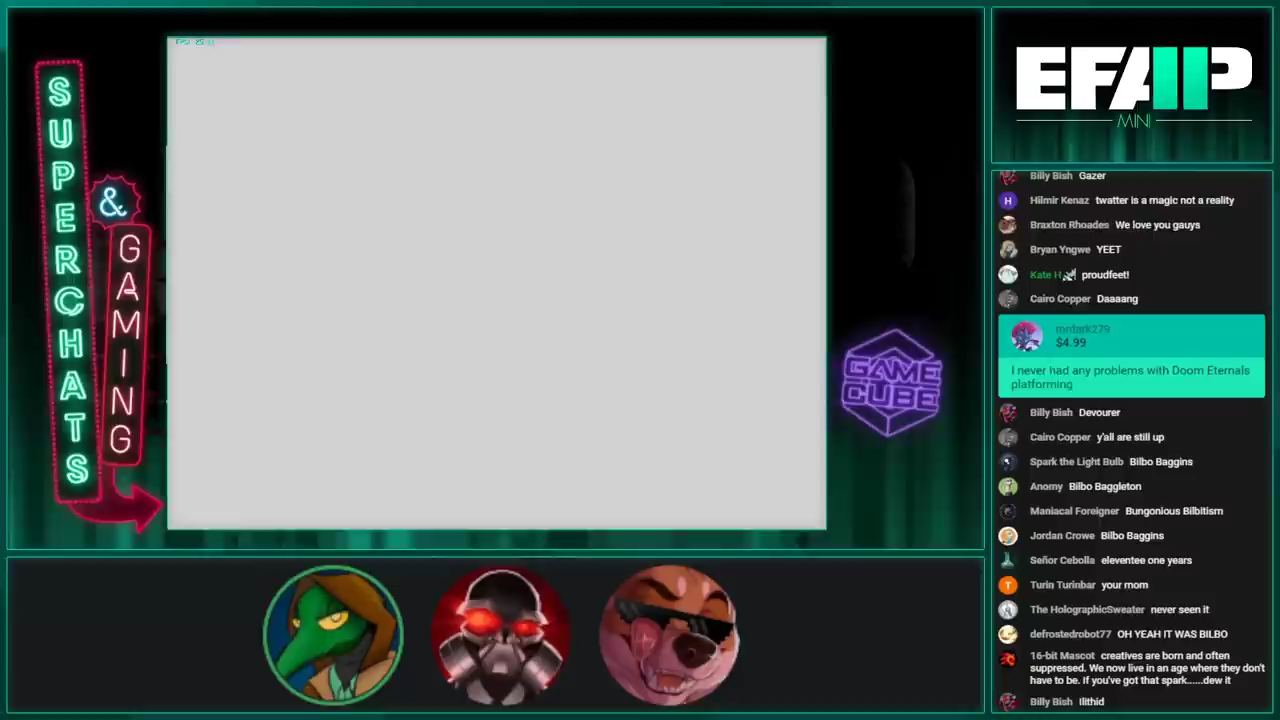 SUPERCHATS
&
GAMING
GAME
CUBE
EFAP
MINI
Billy Bish Gazer
Hilmir Kenaz twatter is a magic not a reality
Braxton Rhoades We love you gauys
Bryan Yngwe YEET
Kate H proudfeet!
Cairo Copper Daaaang
mrdark279
$4.99
I never had any problems with Doom Eternals
platforming
Billy Bish Devourer
Cairo Copper y'all are still up
Spark the Light Bulb Bilbo Baggins
Anomy Bilbo Baggleton
Maniacal Foreigner Bungonious Bilbitism
Jordan Crowe Bilbo Baggins
Señor Cebolla eleventee one years
T
Turin Turinbar your mom
The HolographicSweater never seen it
defrostedrobot77 OH YEAH IT WAS BILBO
16-bit Mascot creatives are born and often
suppressed. We now live in an age where they don't
have to be. If you've got that spark......dew it
Billy Bish Ilithid